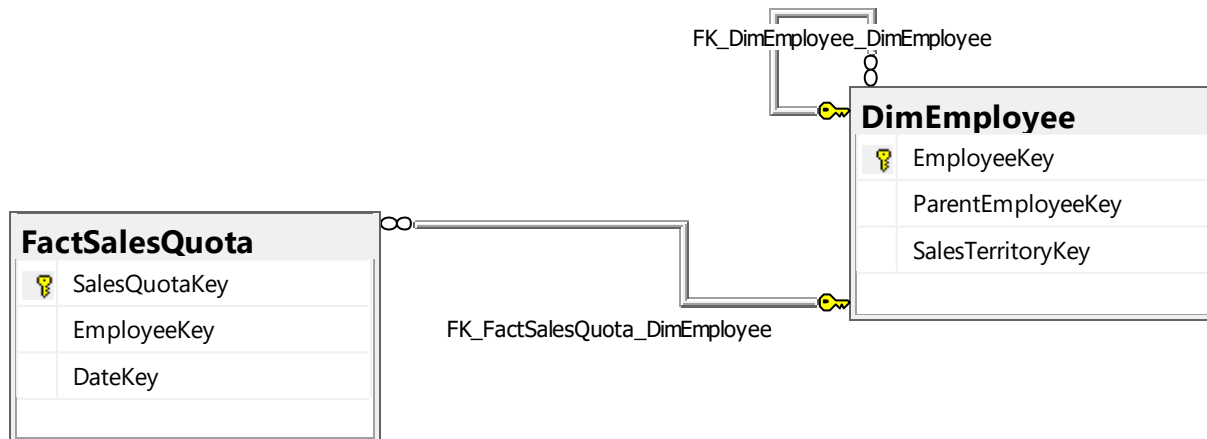 FK_DimEmployee_DimEmployee
DimEmployee
EmployeeKey
ParentEmployeeKey
SalesTerritoryKey
FactSalesQuota
SalesQuotaKey
EmployeeKey
DateKey
FK_FactSalesQuota_DimEmployee